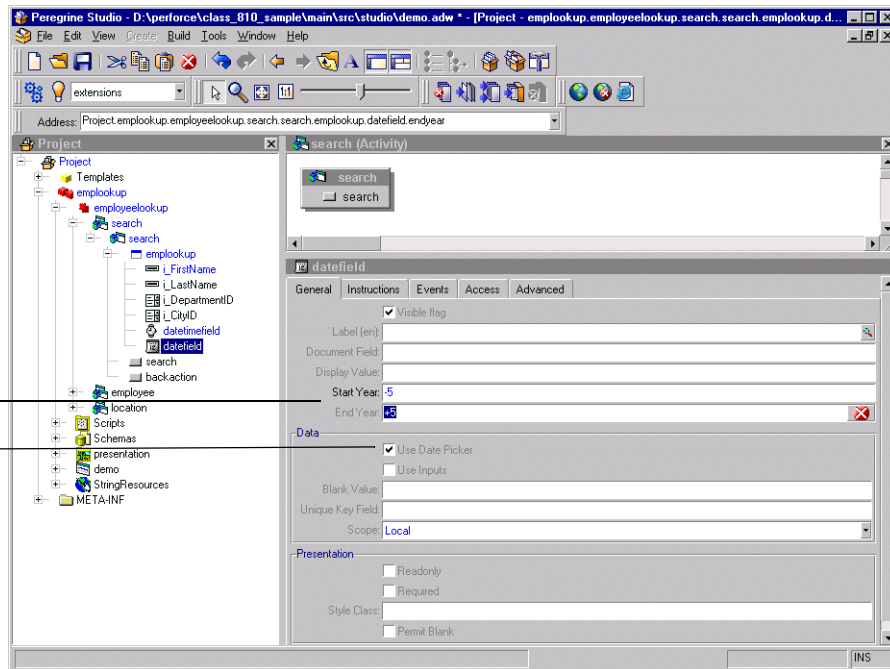 Peregrine Studio - D:\perforce\class_810_sample\main\src\studio\demo.adw * - [Project - emplookup.employeelookup.search.search.emplookup.d...
File Edit View Create Build Tools Window Help
A
1:1
extensions
Address: Project.emplookup.employeelookup.search.search.emplookup.datefield.endyear
Project
Project
Templates
emplookup
employeelookup
search
search
emplookup
i_FirstName
i_LastName
i_DepartmentID
i_CityID
datetimefield
datefield
search
backaction
employee
location
Scripts
Schemas
presentation
demo
StringResources
META-INF
search (Activity)
search
search
datefield
General Instructions Events Access Advanced
Visible flag
Label (en):
Document Field:
Display Value:
Start Year: -5
End Year: +5
Data
Use Date Picker
Use Inputs
Blank Value:
Unique Key Field:
Scope: Local
Presentation
Readonly
Required
Style Class:
Permit Blank
INS